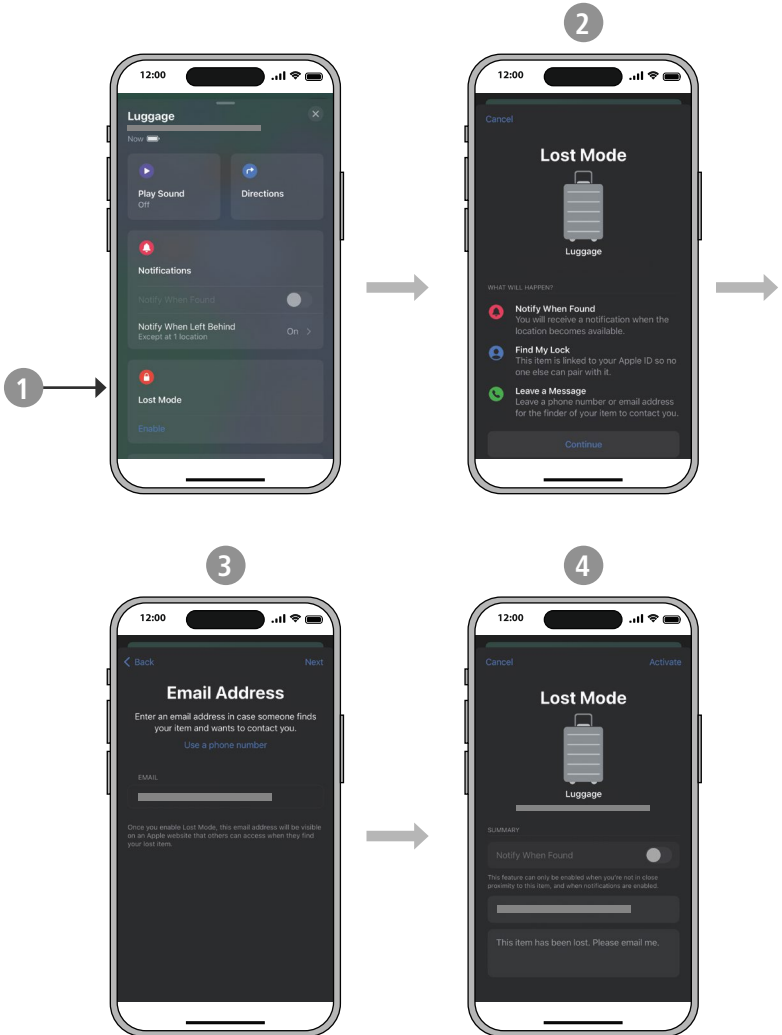 1
12:00
Luggage
Now
Play Sound
Off
Directions
Notifications
Notify When Found
Notify When Left Behind
Except at 1 location
On
Lost Mode
Enable
2
12:00
Cancel
Lost Mode
Luggage
WHAT WILL HAPPEN?
Notify When Found
You will receive a notification when the
location becomes available.
Find My Lock
This item is linked to your Apple ID so no
one else can pair with it.
Leave a Message
Leave a phone number or email address
for the finder of your item to contact you.
Continue
3
12:00
Back
Next
Email Address
Enter an email address in case someone finds
your item and wants to contact you.
Use a phone number
EMAIL
Once you enable Lost Mode, this email address will be visible
on an Apple website that others can access when they find
your lost item.
4
12:00
Cancel
Activate
Lost Mode
Luggage
SUMMARY
Notify When Found
This feature can only be enabled when you're not in close
proximity to this item, and when notifications are enabled.
This item has been lost. Please email me.